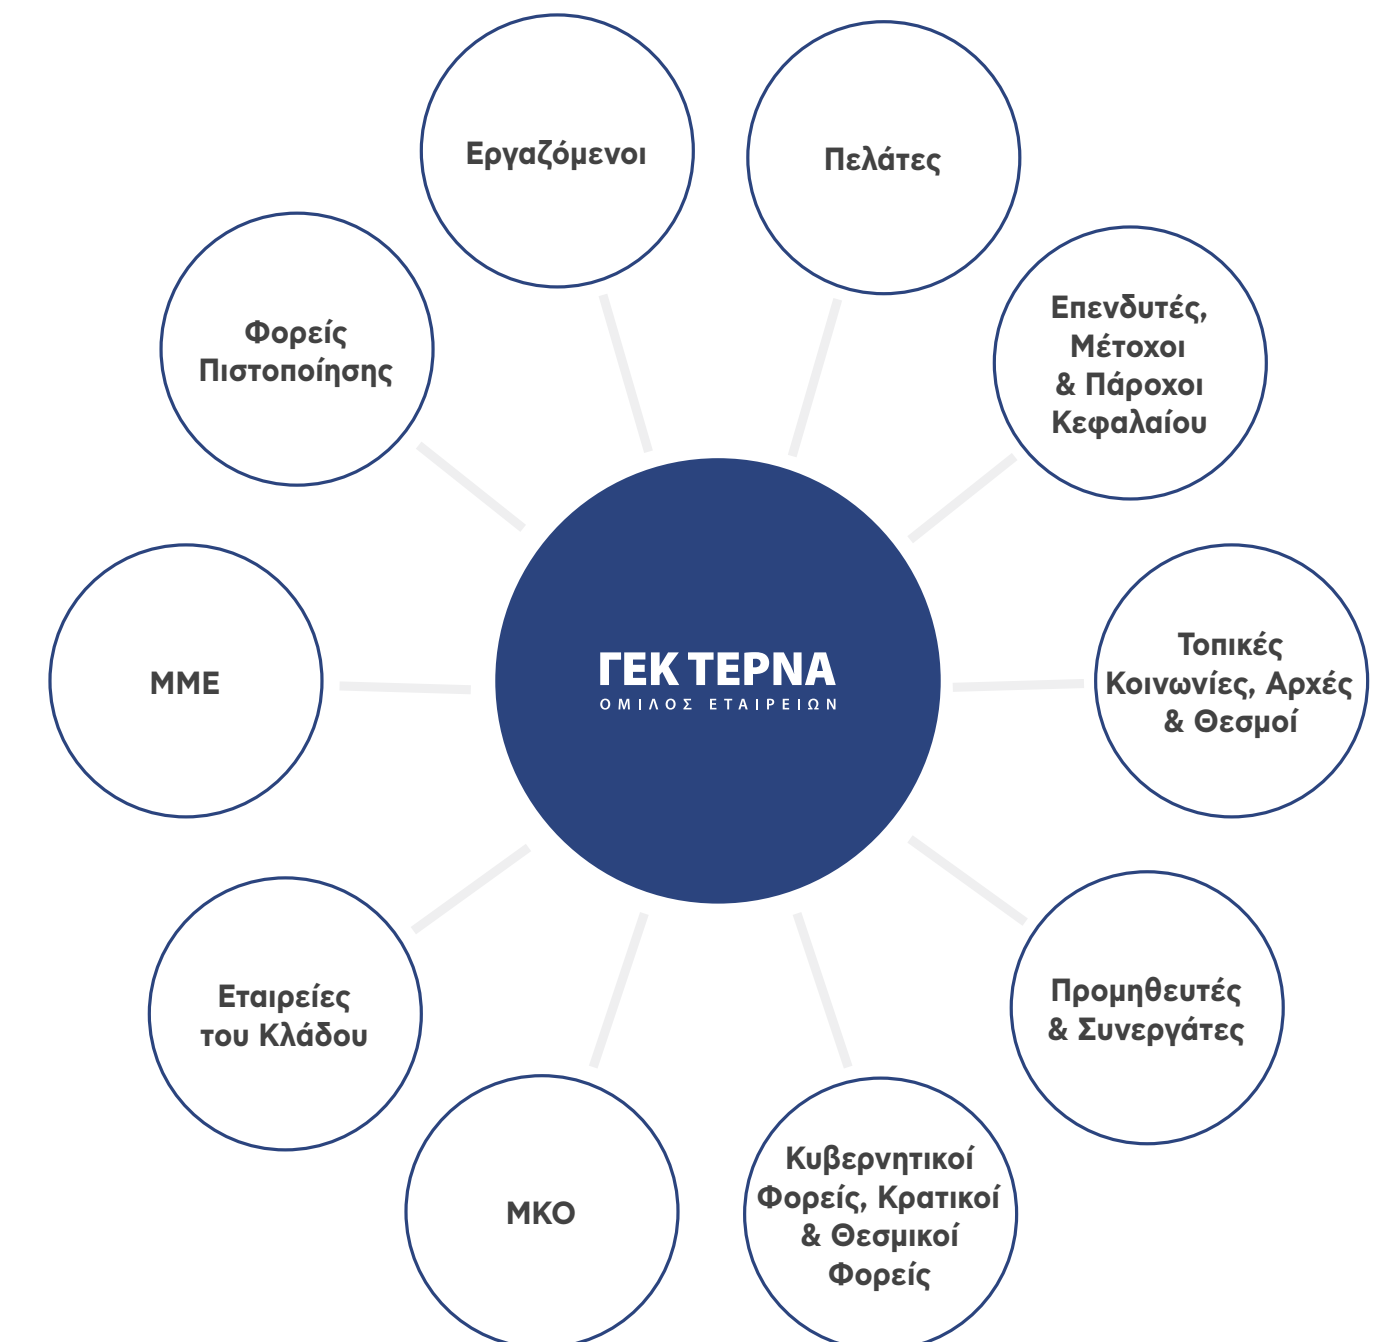 Εργαζόμενοι
Πελάτες
Επενδυτές,
Μέτοχοι
& Πάροχοι
Κεφαλαίου
Τοπικές
Κοινωνίες, Αρχές
& Θεσμοί
Προμηθευτές
& Συνεργάτες
Κυβερνητικοί
Φορείς, Κρατικοί
& Θεσμικοί
Φορείς
ΜΚΟ
Εταιρείες
του Κλάδου
ΜΜΕ
Φορείς
Πιστοποίησης
ΓΕΚ ΤΕΡΝΑ
ΟΜΙΛΟΣ ΕΤΑΙΡΕΙΩΝ